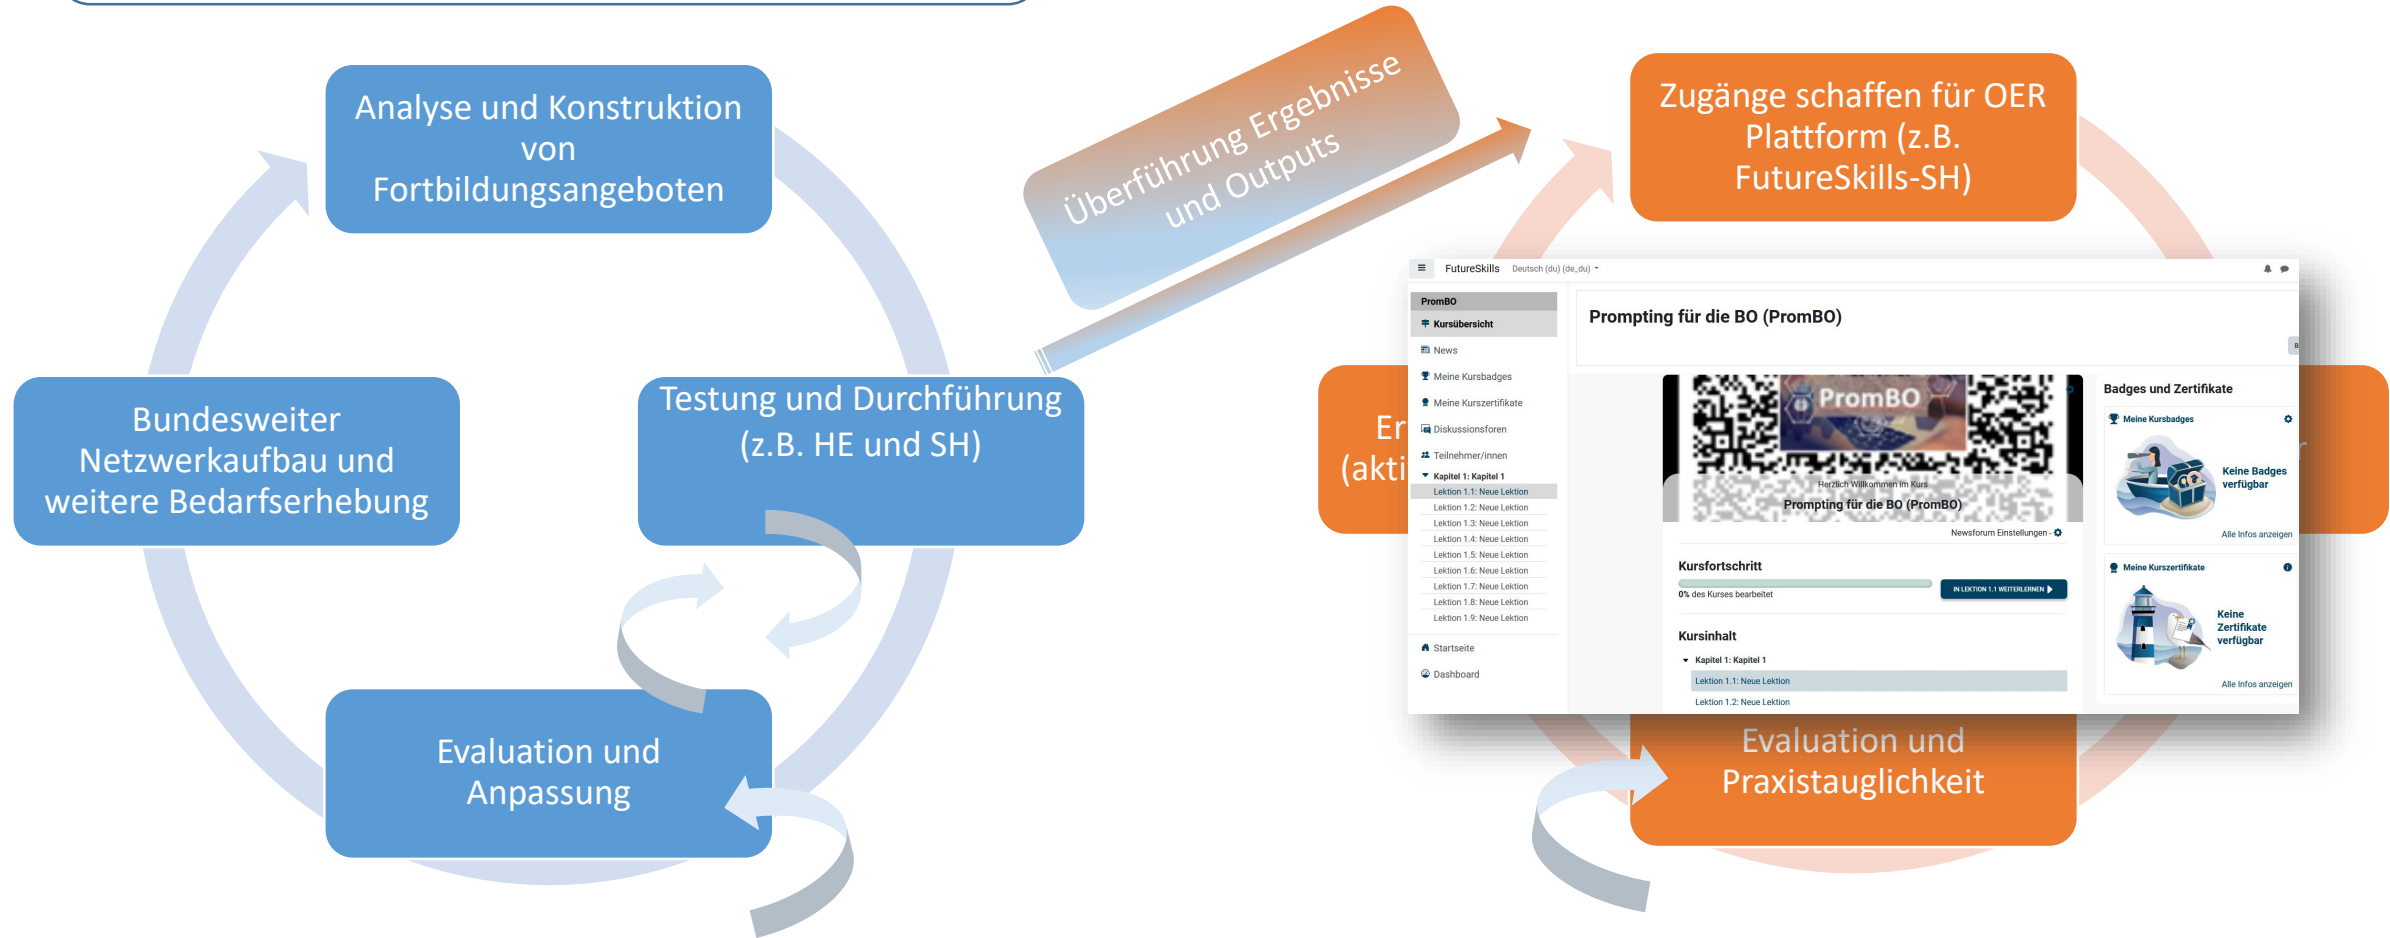 Analyse und Konstruktion
von
Fortbildungsangeboten
Bundesweiter
Netzwerkaufbau und
weitere Bedarfserhebung
Testung und Durchführung
(z.B. HE und SH)
Evaluation und
Anpassung
Überführung Ergebnisse
und Outputs
Zugänge schaffen für OER
Plattform (z.B.
FutureSkills-SH)
(akti
Evaluation und
Praxistauglichkeit
FutureSkills Deutsch (du) (de_du)
PromBO
Kursübersicht
News
Meine Kursbadges
Meine Kurszertifikate
Diskussionsforen
Teilnehmer/innen
Kapitel 1: Kapitel 1
Lektion 1.1: Neue Lektion
Lektion 1.2: Neue Lektion
Lektion 1.3: Neue Lektion
Lektion 1.4: Neue Lektion
Lektion 1.5: Neue Lektion
Lektion 1.6: Neue Lektion
Lektion 1.7: Neue Lektion
Lektion 1.8: Neue Lektion
Lektion 1.9: Neue Lektion
Startseite
Dashboard
Prompting für die BO (PromBO)
PromBO
Herzlich Willkommen im Kurs
Prompting für die BO (PromBO)
Newsforum Einstellungen -
Kursfortschritt
0% des Kurses bearbeitet
IN LEKTION 1.1 WEITERLERNEN
Kursinhalt
Kapitel 1: Kapitel 1
Lektion 1.1: Neue Lektion
Lektion 1.2: Neue Lektion
Badges und Zertifikate
Meine Kursbadges
Keine Badges
verfügbar
Alle Infos anzeigen
Meine Kurszertifikate
Keine
Zertifikate
verfügbar
Alle Infos anzeigen